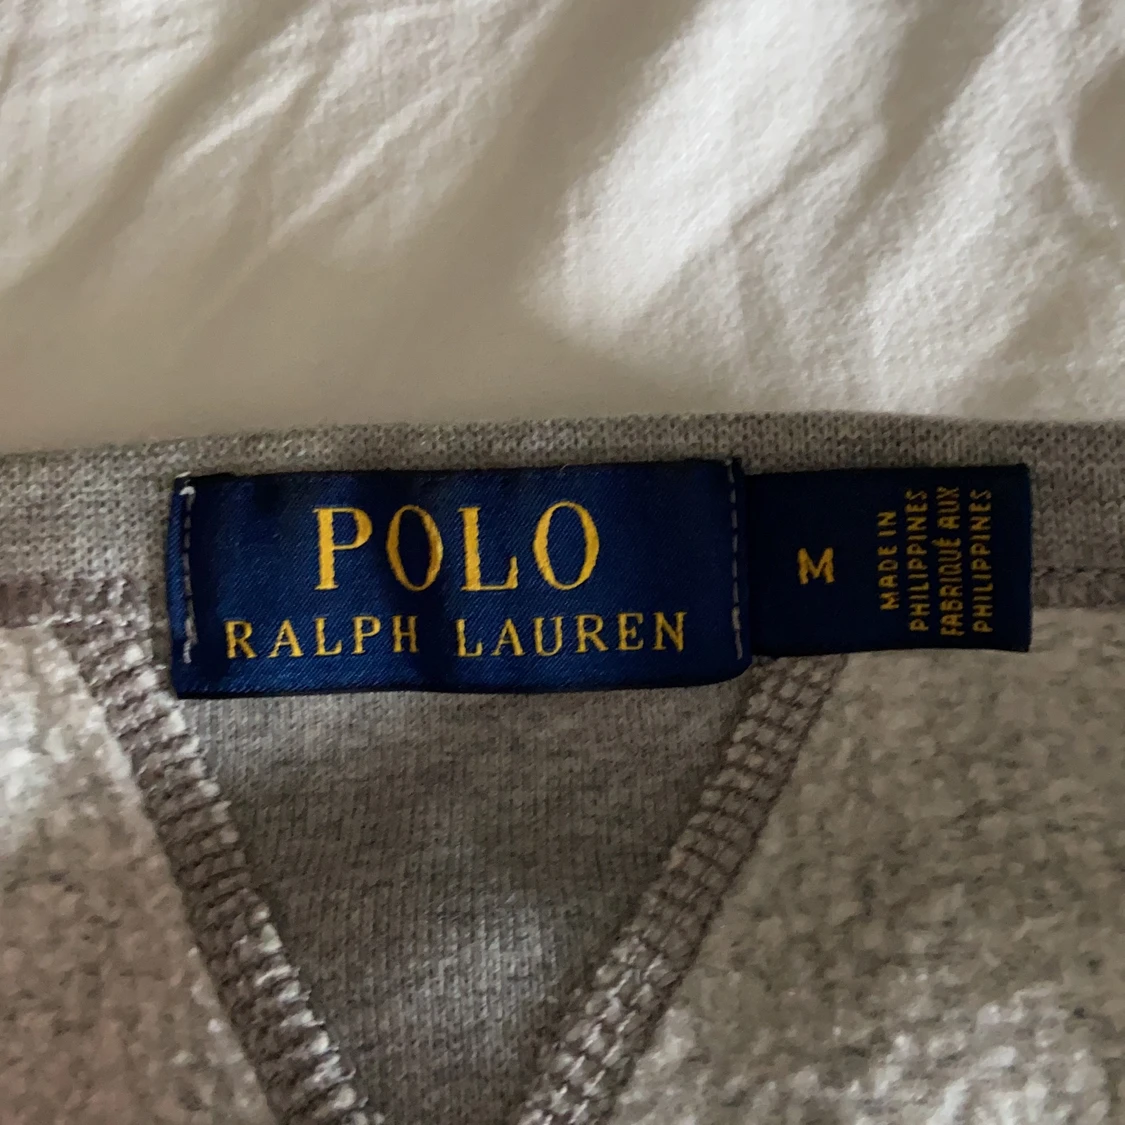 POLO
RALPH LAUREN
M
MADE IN
PHILIPPINES
FABRIQUÉ AUX
PHILIPPINES